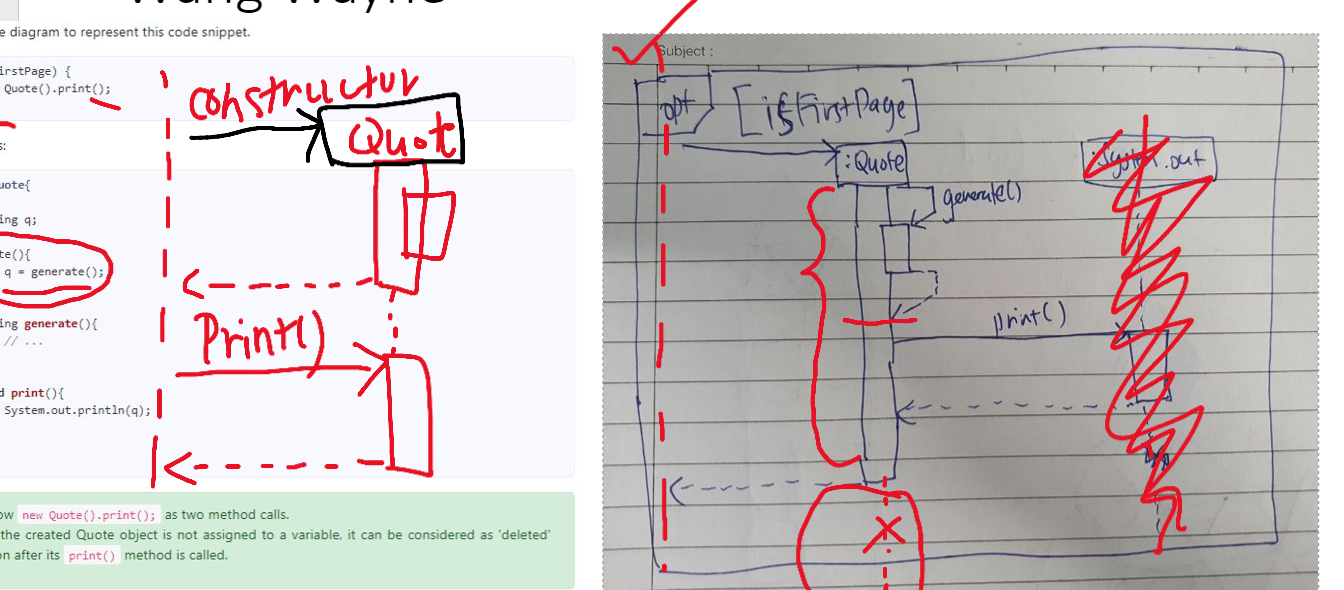 Wang Wayne
e diagram to represent this code snippet.
irstPage) {
Quote().print();
s:
uote{
ing q;
te(){
q = generate();
ing generate(){
// ...
d print(){
System.out.println(q);
ow new Quote().print(); as two method calls.
the created Quote object is not assigned to a variable, it can be considered as 'deleted'
on after its print() method is called.
constructor
Quot
Print()
Subject :
opt
[isFirstPage]
:Quote
:System.out
generate()
print()